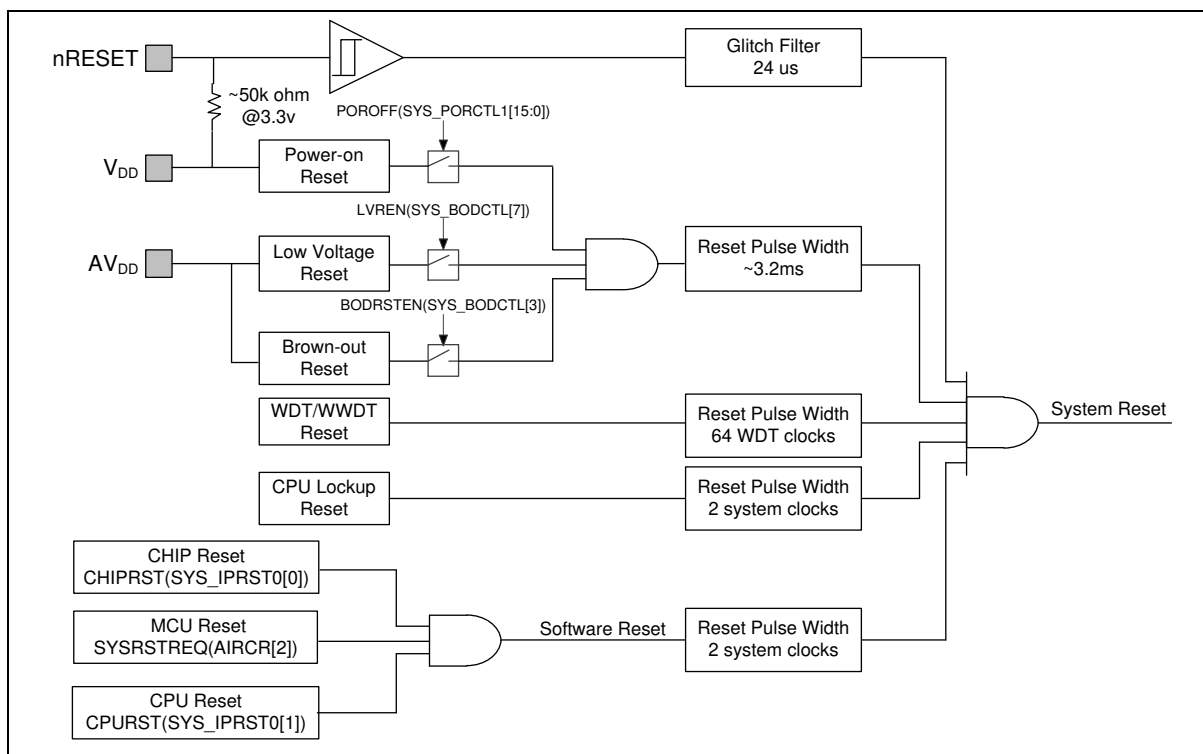 nRESET
Glitch Filter
24 us
~50k ohm
@3.3v
POROFF(SYS_PORCTL1[15:0])
VDD
Power-on
Reset
LVREN(SYS_BODCTL[7])
AVDD
Low Voltage
Reset
Reset Pulse Width
~3.2ms
BODRSTEN(SYS_BODCTL[3])
Brown-out
Reset
WDT/WWDT
Reset
Reset Pulse Width
64 WDT clocks
System Reset
CPU Lockup
Reset
Reset Pulse Width
2 system clocks
CHIP Reset
CHIPRST(SYS_IPRST0[0])
MCU Reset
SYSRSTREQ(AIRCR[2])
Software Reset
Reset Pulse Width
2 system clocks
CPU Reset
CPURST(SYS_IPRST0[1])